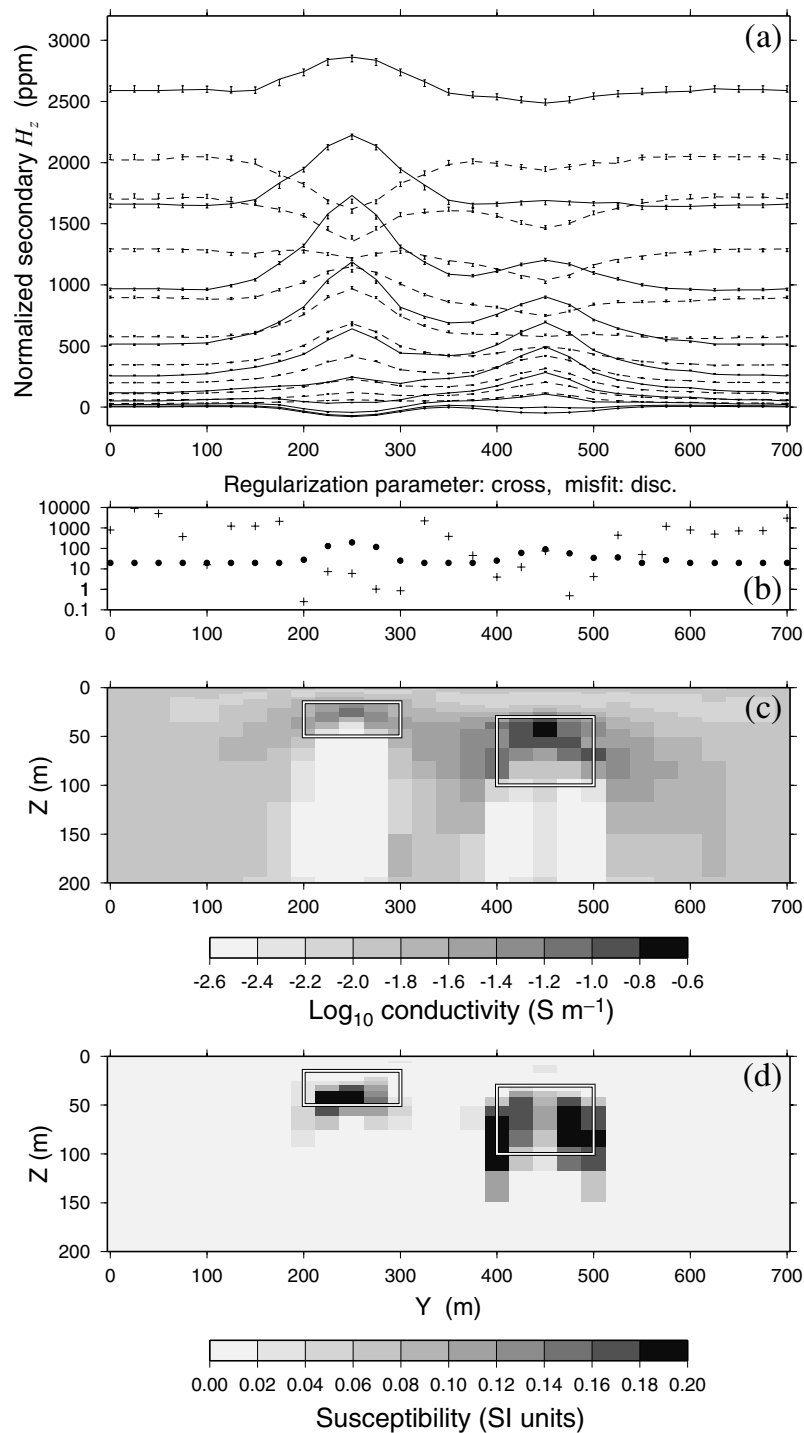 (a)
Normalized secondary Hz (ppm)
3000
2500
2000
1500
1000
500
0
0 100 200 300 400 500 600 700
Regularization parameter: cross, misfit: disc.
10000
1000
100
10
1
0.1
(b)
0 100 200 300 400 500 600 700
(c)
Z (m)
0
50
100
150
200
0 100 200 300 400 500 600 700
-2.6 -2.4 -2.2 -2.0 -1.8 -1.6 -1.4 -1.2 -1.0 -0.8 -0.6
Log10 conductivity (S m−1)
(d)
Z (m)
0
50
100
150
200
0 100 200 300 400 500 600 700
Y (m)
0.00 0.02 0.04 0.06 0.08 0.10 0.12 0.14 0.16 0.18 0.20
Susceptibility (SI units)